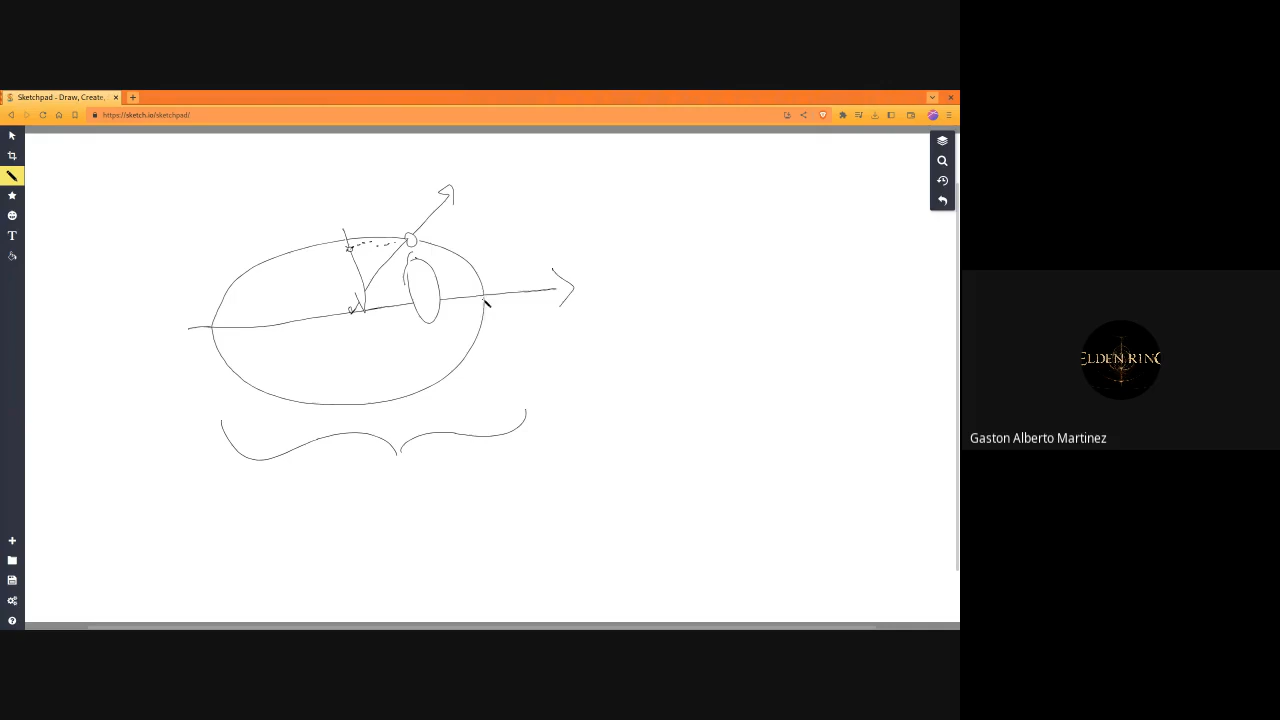 Sketchpad - Draw, Create,
https://sketch.io/sketchpad/
T
ELDEN RING
Gaston Alberto Martinez